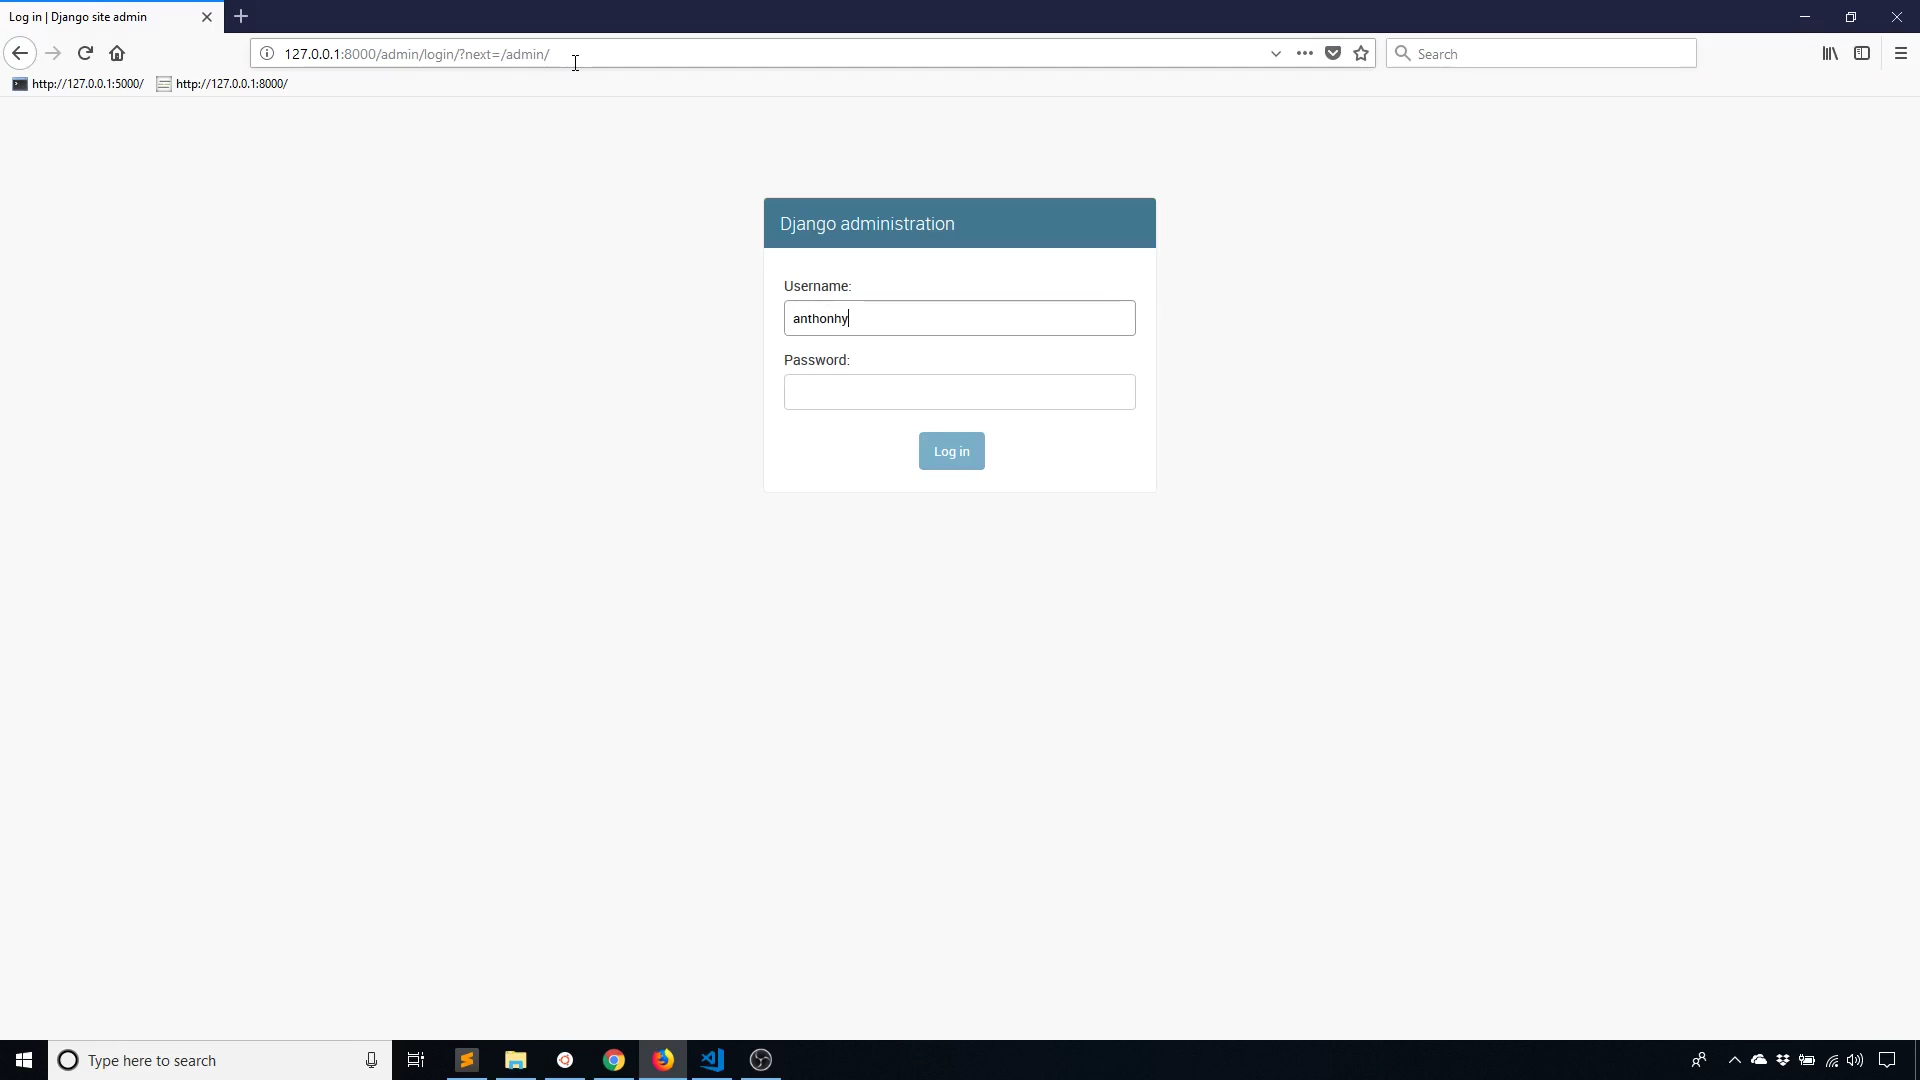 Log in | Django site admin
127.0.0.1:8000/admin/login/?next=/admin/
Search
http://127.0.0.1:5000/
http://127.0.0.1:8000/
Django administration
Username:
anthonhy
Password:
Log in
Type here to search